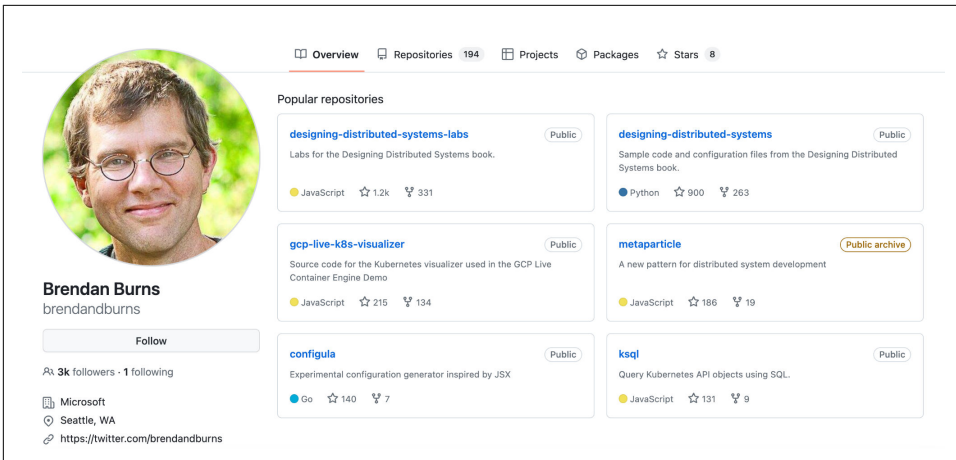 Overview
Repositories 194
Projects
Packages
Stars 8
Brendan Burns
brendandburns
Follow
3k followers · 1 following
Microsoft
Seattle, WA
https://twitter.com/brendandburns
Popular repositories
designing-distributed-systems-labs
Public
Labs for the Designing Distributed Systems book.
JavaScript 1.2k 331
designing-distributed-systems
Public
Sample code and configuration files from the Designing Distributed
Systems book.
Python 900 263
gcp-live-k8s-visualizer
Public
Source code for the Kubernetes visualizer used in the GCP Live
Container Engine Demo
JavaScript 215 134
metaparticle
Public archive
A new pattern for distributed system development
JavaScript 186 19
configula
Public
Experimental configuration generator inspired by JSX
Go 140 7
ksql
Public
Query Kubernetes API objects using SQL.
JavaScript 131 9